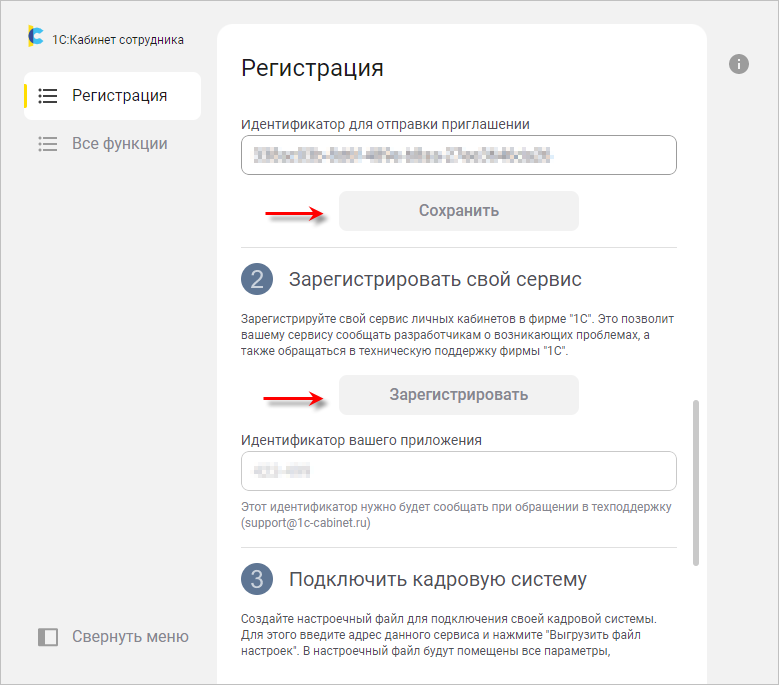 1С:Кабинет сотрудника
Регистрация
Все функции
Свернуть меню
Регистрация
Идентификатор для отправки приглашении
Сохранить
2 Зарегистрировать свой сервис
Зарегистрируйте свой сервис личных кабинетов в фирме "1С". Это позволит
вашему сервису сообщать разработчикам о возникающих проблемах, а
также обращаться в техническую поддержку фирмы "1С".
Зарегистрировать
Идентификатор вашего приложения
Этот идентификатор нужно будет сообщать при обращении в техподдержку
(support@1c-cabinet.ru)
3 Подключить кадровую систему
Создайте настроечный файл для подключения своей кадровой системы.
Для этого введите адрес данного сервиса и нажмите "Выгрузить файл
настроек". В настроечный файл будут помещены все параметры,